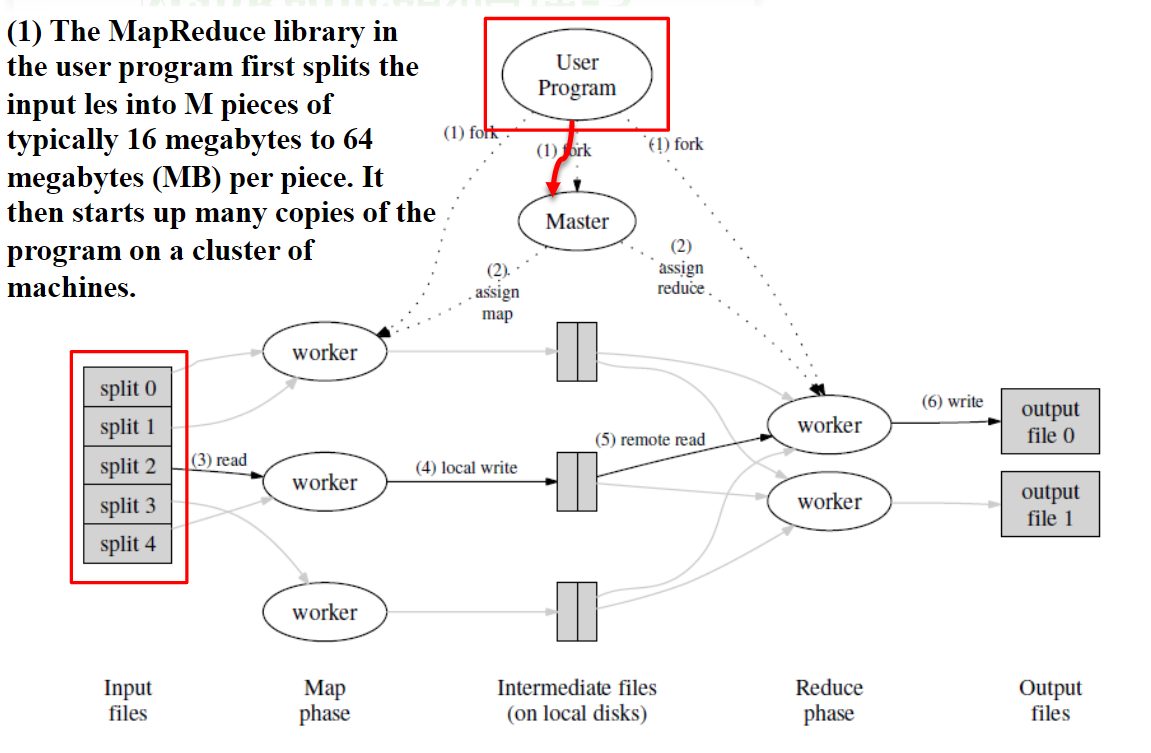 (1) The MapReduce library in
the user program first splits the
input les into M pieces of
typically 16 megabytes to 64
megabytes (MB) per piece. It
then starts up many copies of the
program on a cluster of
machines.
User
Program
(1) fork
(1) fork
(1) fork
Master
(2)
assign
map
(2)
assign
reduce
split 0
split 1
split 2
split 3
split 4
(3) read
worker
worker
worker
(4) local write
(5) remote read
worker
worker
(6) write
output
file 0
output
file 1
Input
files
Map
phase
Intermediate files
(on local disks)
Reduce
phase
Output
files